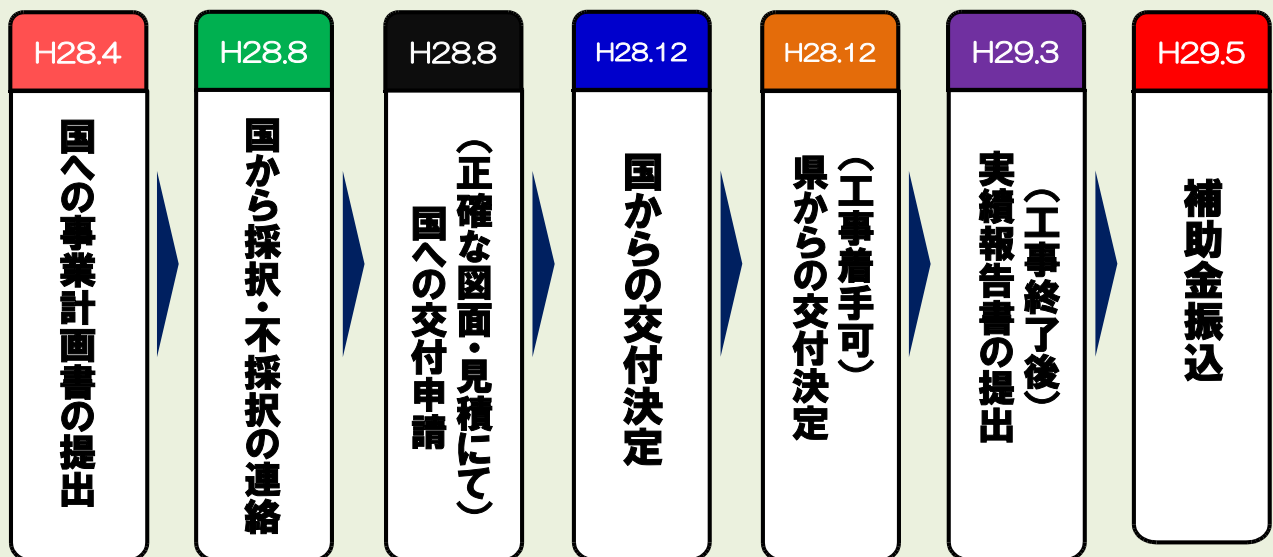 H28.4
国への事業計画書の提出
H28.8
国から採択・不採択の連絡
H28.8
（正確な図面・見積にて）
国への交付申請
H28.12
国からの交付決定
H28.12
（工事着手可）
県からの交付決定
H29.3
（工事終了後）
実績報告書の提出
H29.5
補助金振込